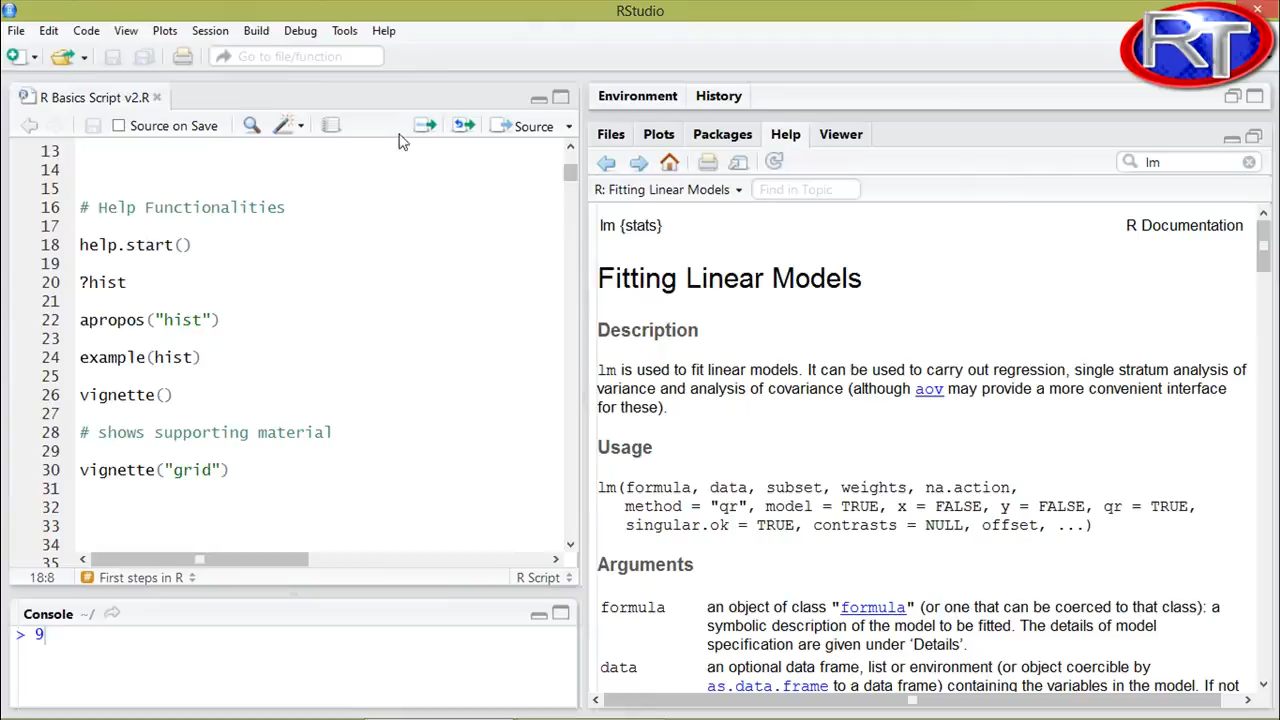 RStudio
File Edit Code View Plots Session Build Debug Tools Help
Go to file/function
RT
R Basics Script v2.R
Source on Save Source
13
14
15
16 # Help Functionalities
17
18 help.start()
19
20 ?hist
21
22 apropos("hist")
23
24 example(hist)
25
26 vignette()
27
28 # shows supporting material
29
30 vignette("grid")
31
32
33
34
35
18:8 # First steps in R R Script
Console ~/
> 9
Environment History
Files Plots Packages Help Viewer
lm
R: Fitting Linear Models Find in Topic
lm {stats} R Documentation
Fitting Linear Models
Description
lm is used to fit linear models. It can be used to carry out regression, single stratum analysis of
variance and analysis of covariance (although aov may provide a more convenient interface
for these).
Usage
lm(formula, data, subset, weights, na.action,
method = "qr", model = TRUE, x = FALSE, y = FALSE, qr = TRUE,
singular.ok = TRUE, contrasts = NULL, offset, ...)
Arguments
formula an object of class "formula" (or one that can be coerced to that class): a
symbolic description of the model to be fitted. The details of model
specification are given under ‘Details’.
data an optional data frame, list or environment (or object coercible by
as.data.frame to a data frame) containing the variables in the model. If not